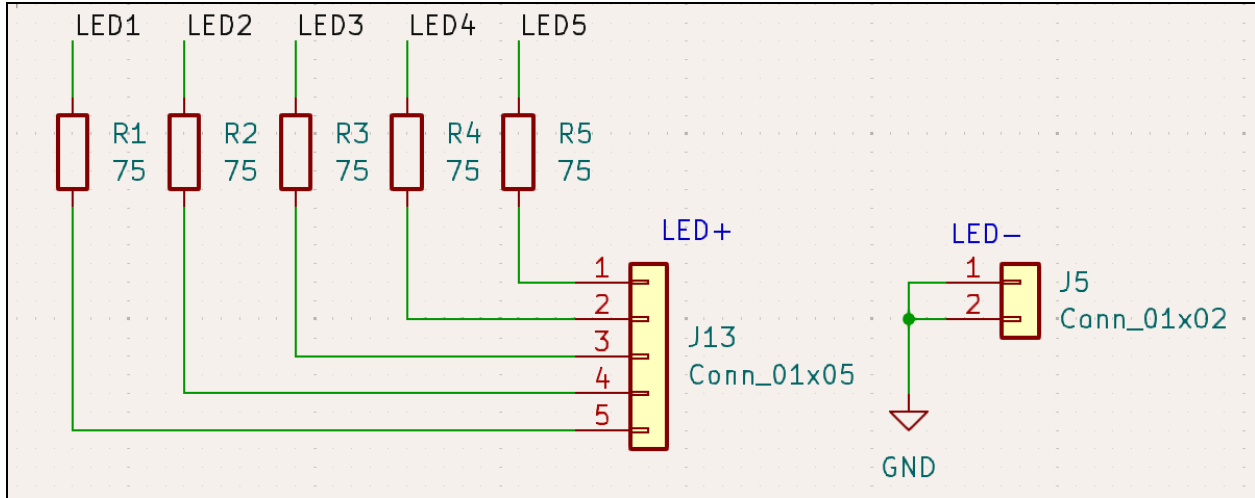 LED1 LED2 LED3 LED4 LED5
R1 R2 R3 R4 R5
75 75 75 75 75
LED+
LED-
1
2
3
4
5
J13
Conn_01x05
1
2
J5
Conn_01x02
GND